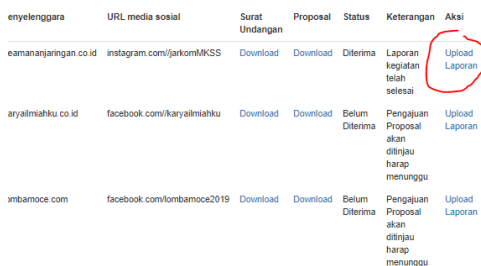 enyelenggara URL media sosial Surat Undangan Proposal Status Keterangan Aksi
eamananjaringan.co.id instagram.com//jarkomMKSS Download Download Diterima Laporan kegiatan telah selesai Upload Laporan
aryailmiahku.co.id facebook.com//karyailmiahku Download Download Belum Diterima Pengajuan Proposal akan ditinjau harap menunggu Upload Laporan
ombamoce.com facebook.com/lombamoce2019 Download Download Belum Diterima Pengajuan Proposal akan ditinjau harap menunggu Upload Laporan